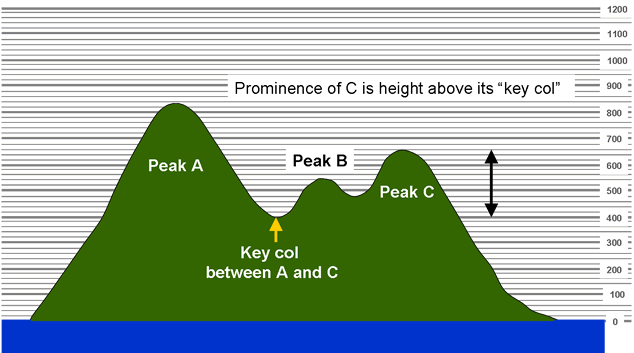 1200
1100
1000
900
Prominence of C is height above its “key col”
800
700
Peak A
Peak B
600
Peak C
500
400
Key col
between A and C
300
200
100
0